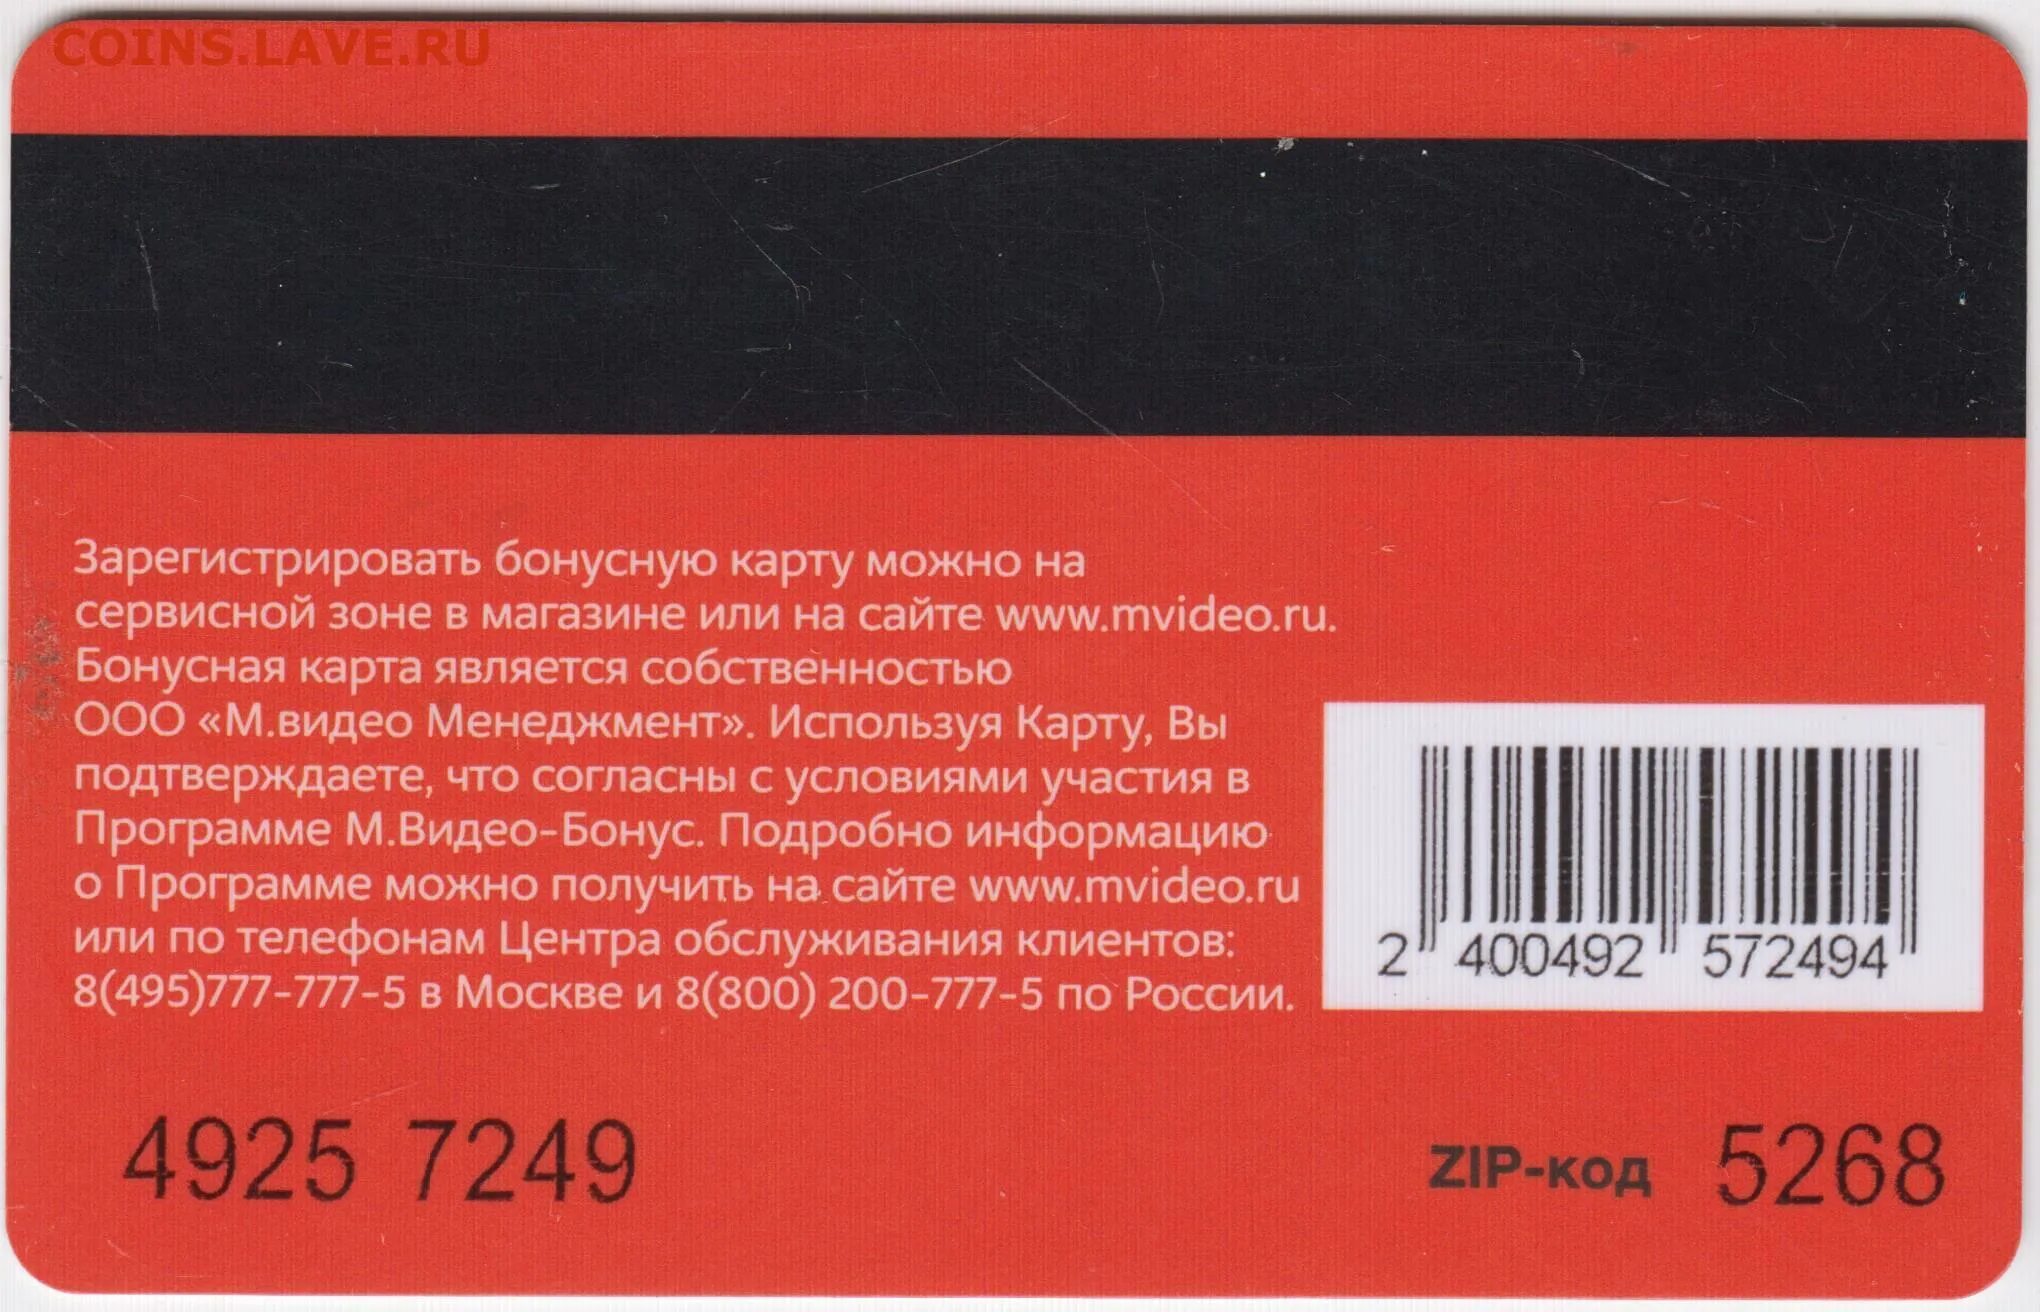 COINS.LAVE.RU
Зарегистрировать бонусную карту можно на
сервисной зоне в магазине или на сайте www.mvideo.ru.
Бонусная карта является собственностью
ООО «М.видео Менеджмент». Используя Карту, Вы
подтверждаете, что согласны с условиями участия в
Программе М.Видео-Бонус. Подробно информацию
о Программе можно получить на сайте www.mvideo.ru
или по телефонам Центра обслуживания клиентов:
8(495)777-777-5 в Москве и 8(800) 200-777-5 по России.
2 400492 572494
4925 7249
ZIP-код 5268